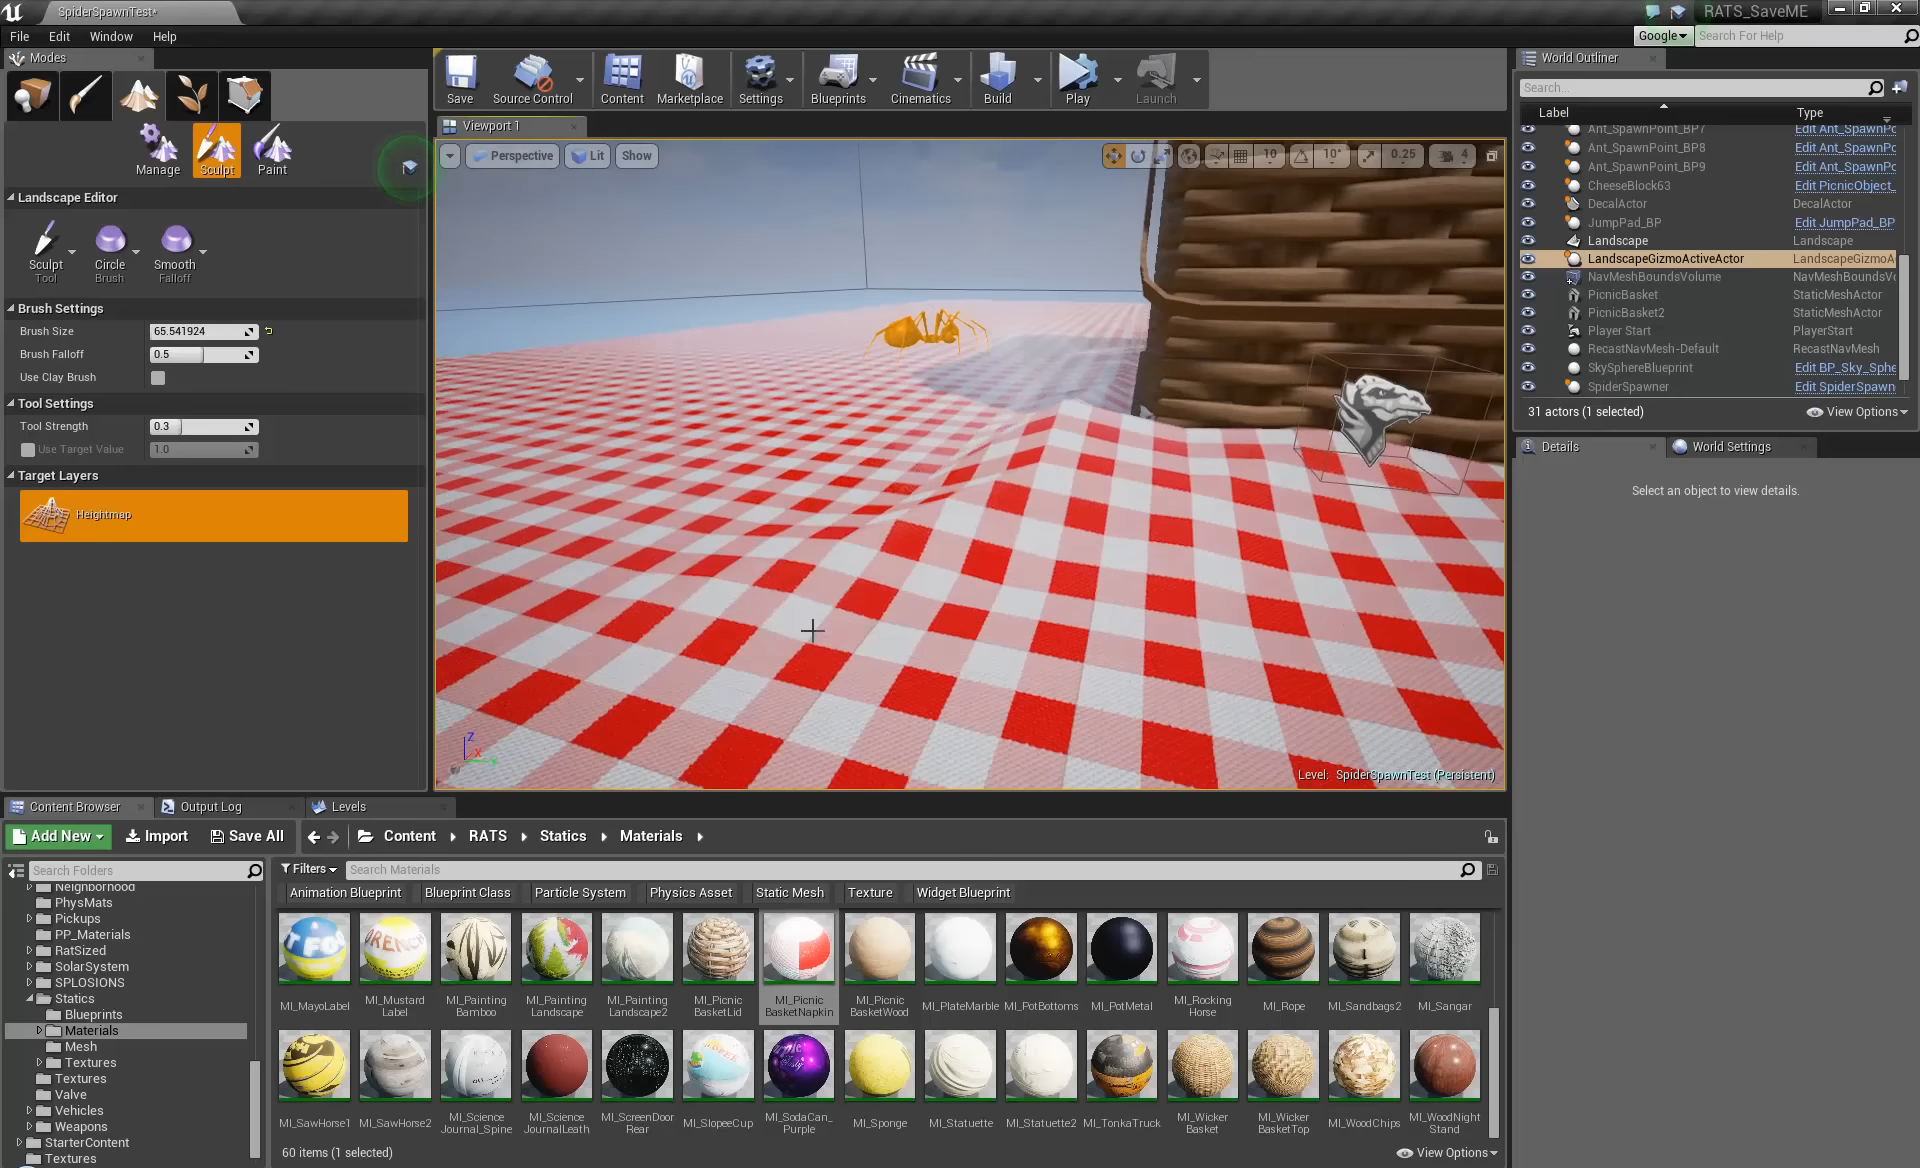 SpiderSpawnTest*
RATS_SaveME
File Edit Window Help
Google
Search For Help
Modes
Manage Sculpt Paint
Landscape Editor
Sculpt Circle Smooth
Tool Brush Falloff
Brush Settings
Brush Size 65.541924
Brush Falloff 0.5
Use Clay Brush
Tool Settings
Tool Strength 0.3
Use Target Value 1.0
Target Layers
Heightmap
Save Source Control Content Marketplace Settings Blueprints Cinematics Build Play Launch
Viewport 1
Perspective Lit Show
10 10° 0.25 4
Level: SpiderSpawnTest (Persistent)
World Outliner
Search...
Label Type
Ant_SpawnPoint_BP7 Edit Ant_SpawnPo
Ant_SpawnPoint_BP8 Edit Ant_SpawnPo
Ant_SpawnPoint_BP9 Edit Ant_SpawnPo
CheeseBlock63 Edit PicnicObject_
DecalActor DecalActor
JumpPad_BP Edit JumpPad_BP
Landscape Landscape
LandscapeGizmoActiveActor LandscapeGizmoA
NavMeshBoundsVolume NavMeshBoundsVo
PicnicBasket StaticMeshActor
PicnicBasket2 StaticMeshActor
Player Start PlayerStart
RecastNavMesh-Default RecastNavMesh
SkySphereBlueprint Edit BP_Sky_Sphe
SpiderSpawner Edit SpiderSpawn
31 actors (1 selected) View Options
Details World Settings
Select an object to view details.
Content Browser Output Log Levels
Add New Import Save All Content RATS Statics Materials
Search Folders
Neighborhood
PhysMats
Pickups
PP_Materials
RatSized
SolarSystem
SPLOSIONS
Statics
Blueprints
Materials
Mesh
Textures
Textures
Valve
Vehicles
Weapons
StarterContent
Textures
Filters Search Materials
Animation Blueprint Blueprint Class Particle System Physics Asset Static Mesh Texture Widget Blueprint
MI_MayoLabel MI_Mustard MI_Painting MI_Painting MI_Painting MI_Picnic MI_Picnic MI_Picnic MI_PlateMarble MI_PotBottoms MI_PotMetal MI_Rocking MI_Rope MI_Sandbags2 MI_Sangar
Label Bamboo Landscape Landscape2 BasketLid BasketNapkin BasketWood Horse
MI_SawHorse1 MI_SawHorse2 MI_Science MI_Science MI_ScreenDoor MI_SlopeeCup MI_SodaCan_ MI_Sponge MI_Statuette MI_Statuette2 MI_TonkaTruck MI_Wicker MI_Wicker MI_WoodChips MI_WoodNight
Journal_Spine JournalLeath Rear Purple Basket BasketTop Stand
60 items (1 selected) View Options